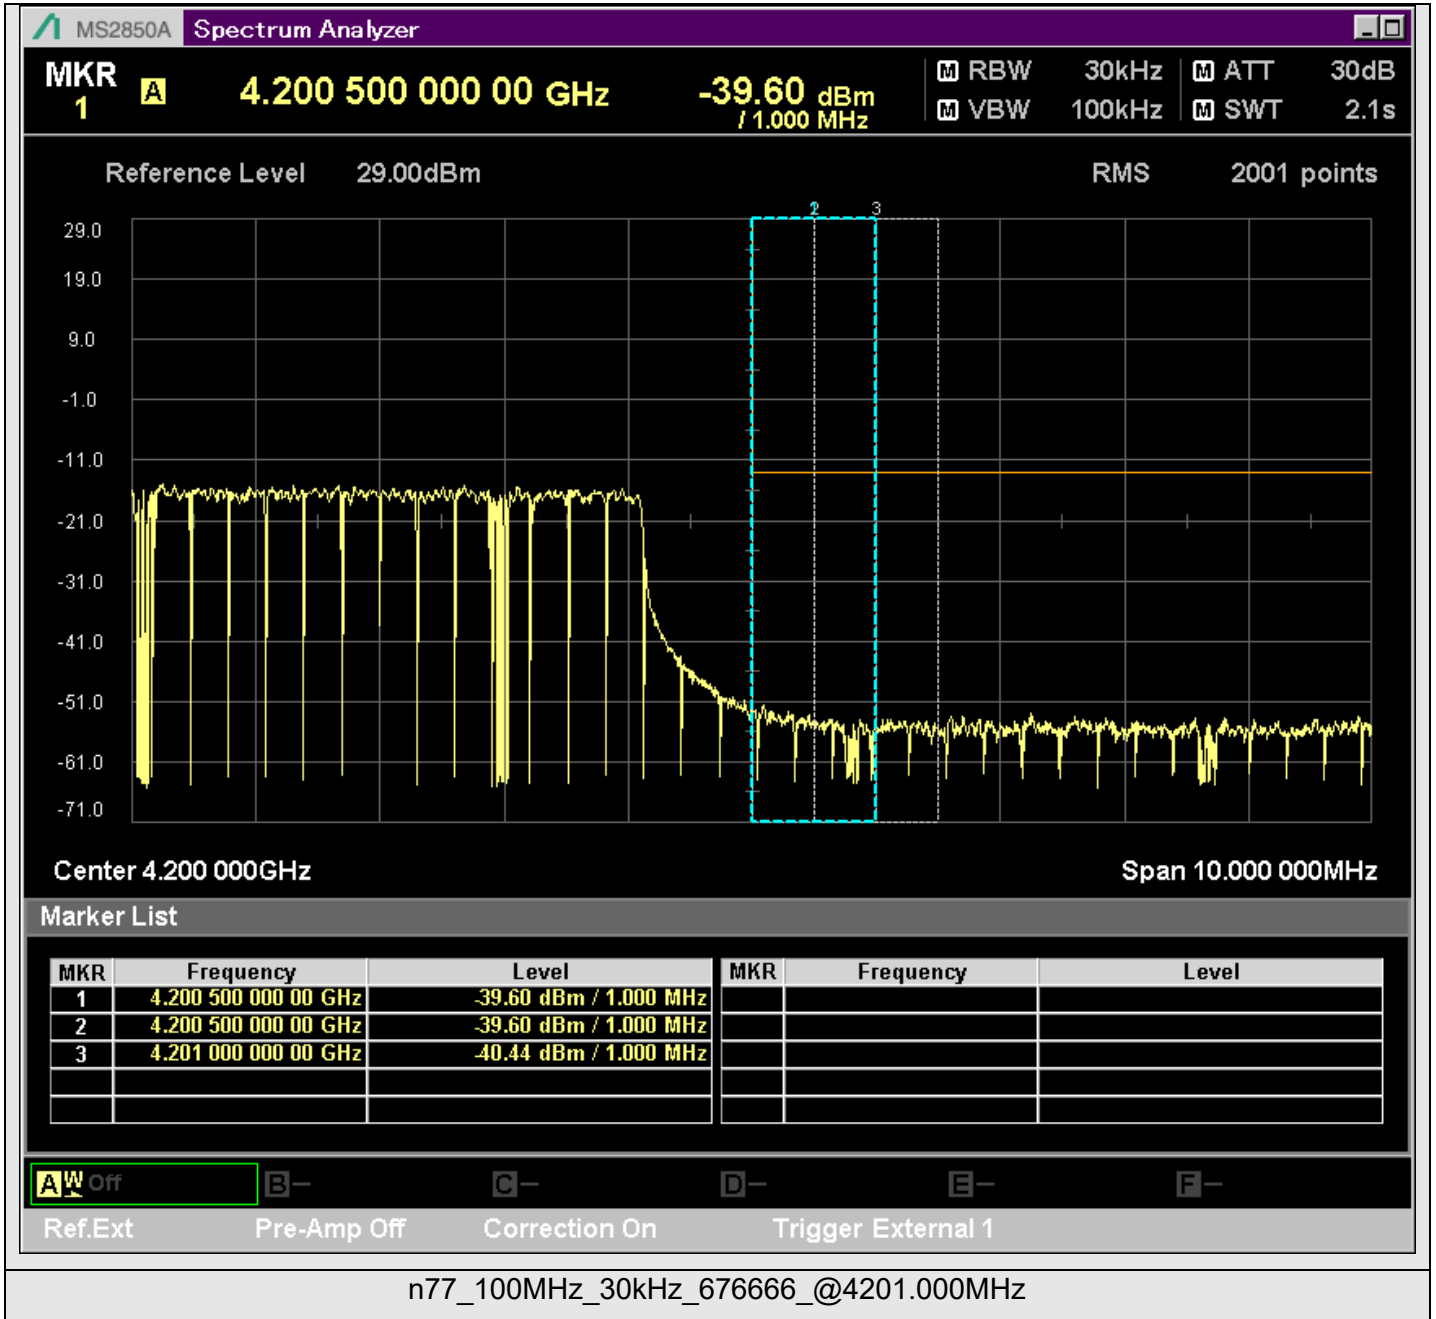 MS2850A Spectrum Analyzer
MKR 1 A 4.200 500 000 00 GHz -39.60 dBm / 1.000 MHz
M RBW 30kHz M ATT 30dB
M VBW 100kHz M SWT 2.1s
Reference Level 29.00dBm RMS 2001 points
2 3
29.0
19.0
9.0
-1.0
-11.0
-21.0
-31.0
-41.0
-51.0
-61.0
-71.0
Center 4.200 000GHz Span 10.000 000MHz
Marker List
MKR Frequency Level MKR Frequency Level
1 4.200 500 000 00 GHz -39.60 dBm / 1.000 MHz
2 4.200 500 000 00 GHz -39.60 dBm / 1.000 MHz
3 4.201 000 000 00 GHz -40.44 dBm / 1.000 MHz
A W Off B – C – D – E – F –
Ref.Ext Pre-Amp Off Correction On Trigger External 1
n77_100MHz_30kHz_676666_@4201.000MHz